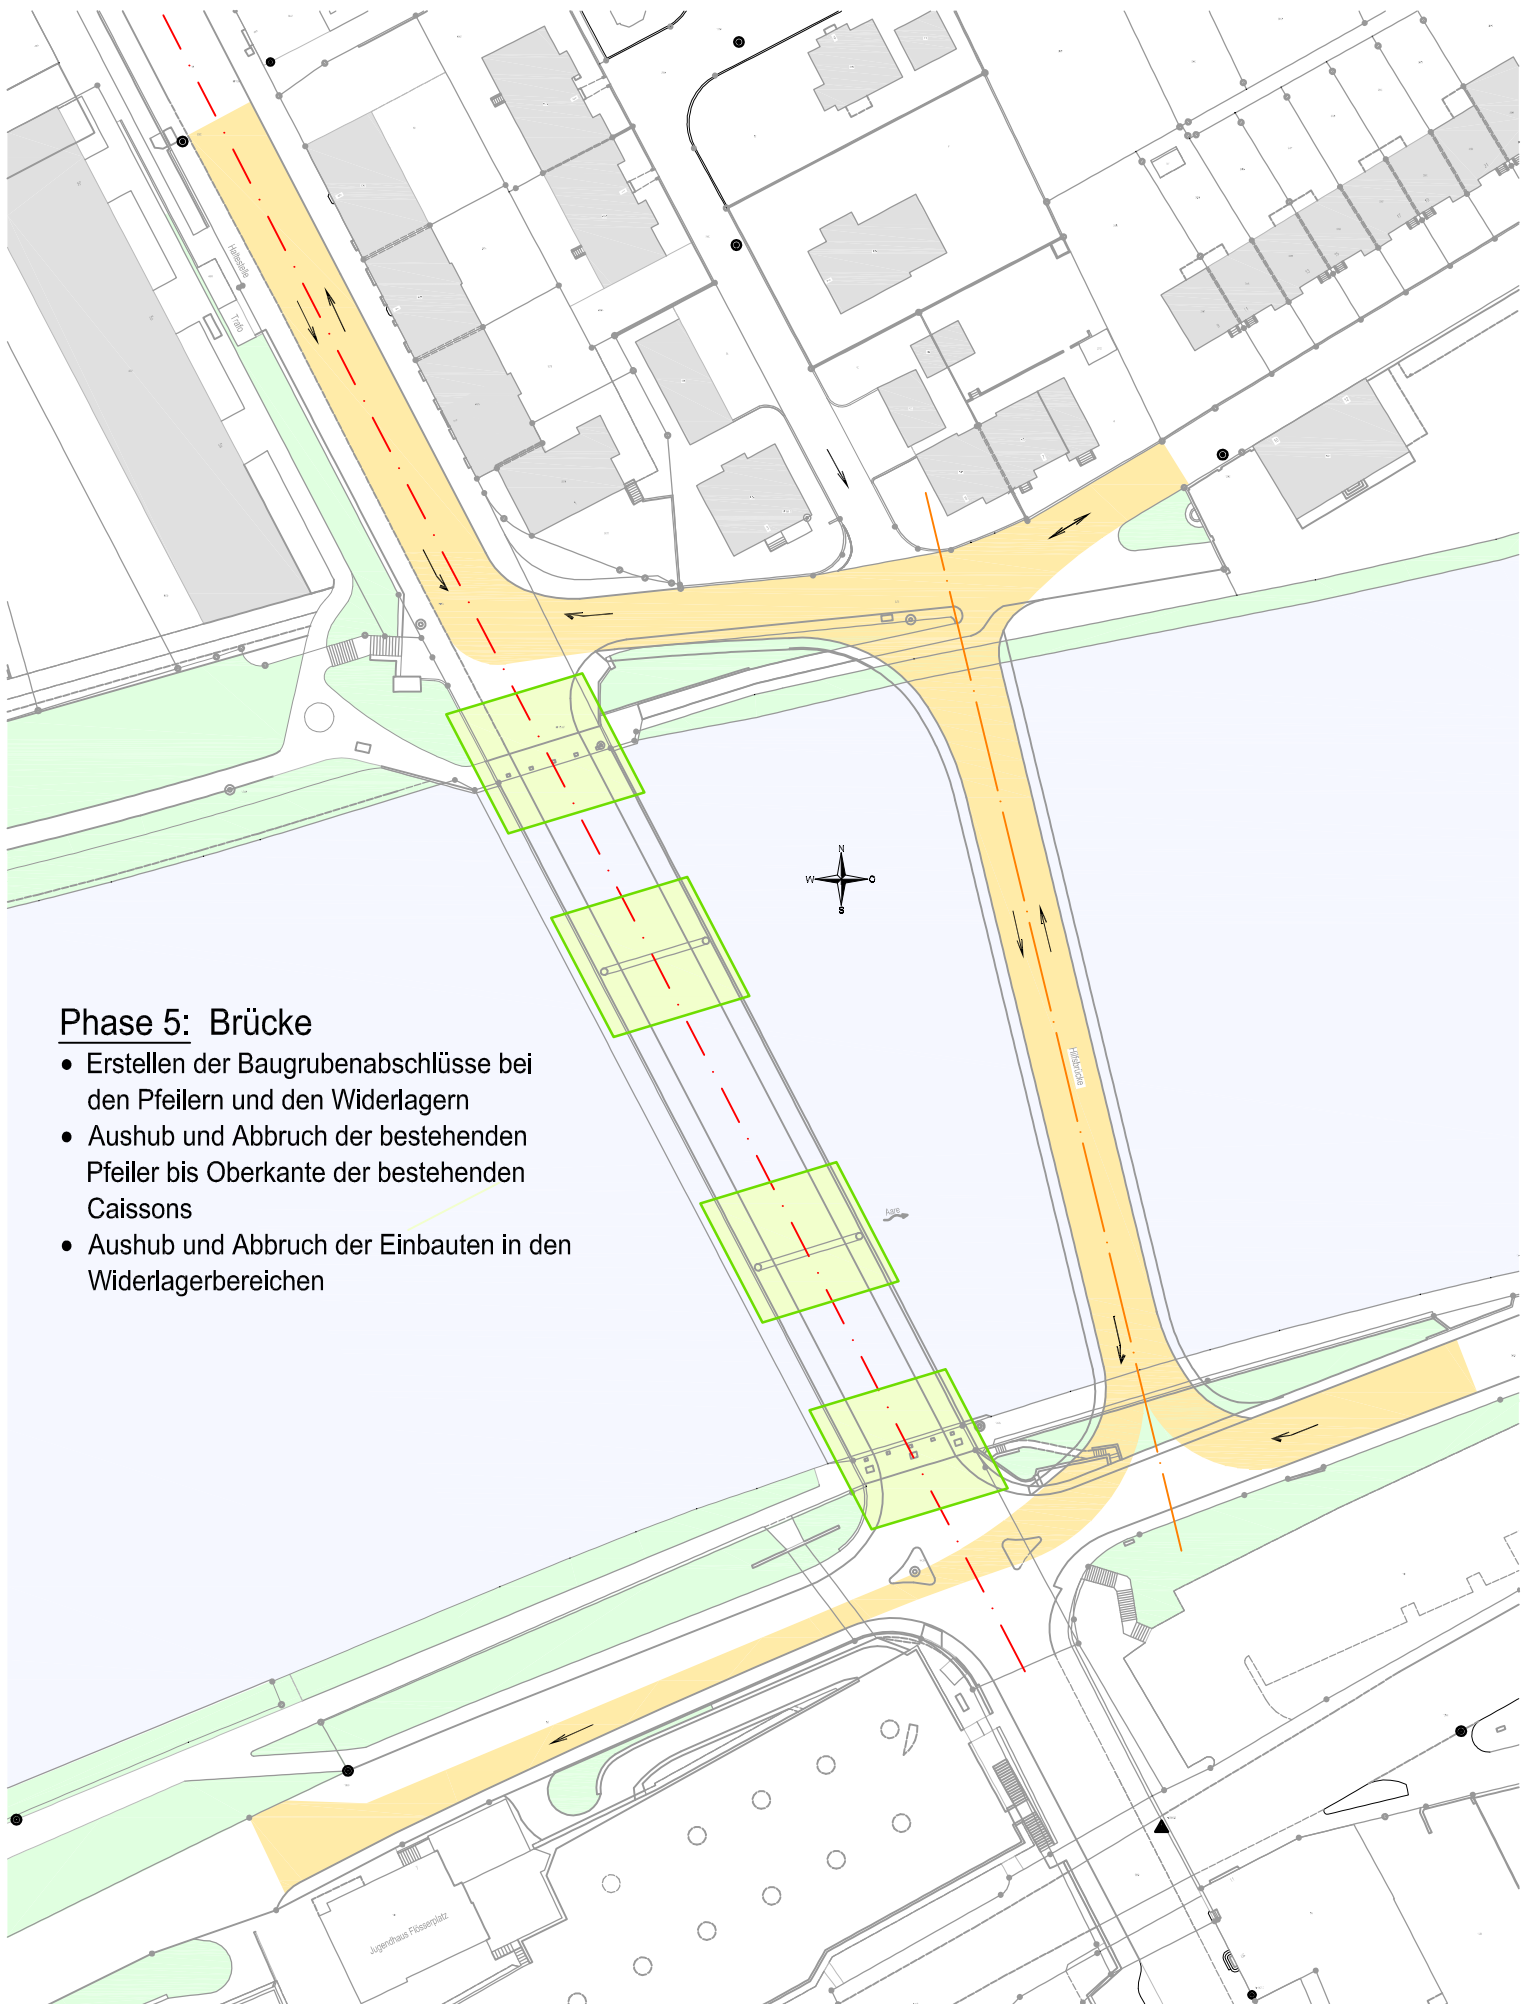 Haltestelle
Trafo
N
W O
S
Phase 5: Brücke
• Erstellen der Baugrubenabschlüsse bei
den Pfeilern und den Widerlagern
• Aushub und Abbruch der bestehenden
Pfeiler bis Oberkante der bestehenden
Caissons
• Aushub und Abbruch der Einbauten in den
Widerlagerbereichen
Hilfsbrücke
Aare
Jugendhaus Flösserplatz